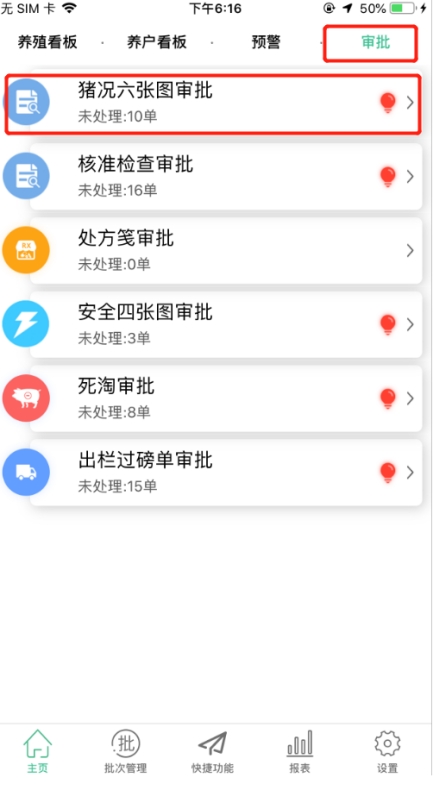 无 SIM 卡 下午6:16 50%
养殖看板 · 养户看板 · 预警 · 审批
猪况六张图审批
未处理:10单
核准检查审批
未处理:16单
处方笺审批
未处理:0单
安全四张图审批
未处理:3单
死淘审批
未处理:8单
出栏过磅单审批
未处理:15单
批
主页 批次管理 快捷功能 报表 设置